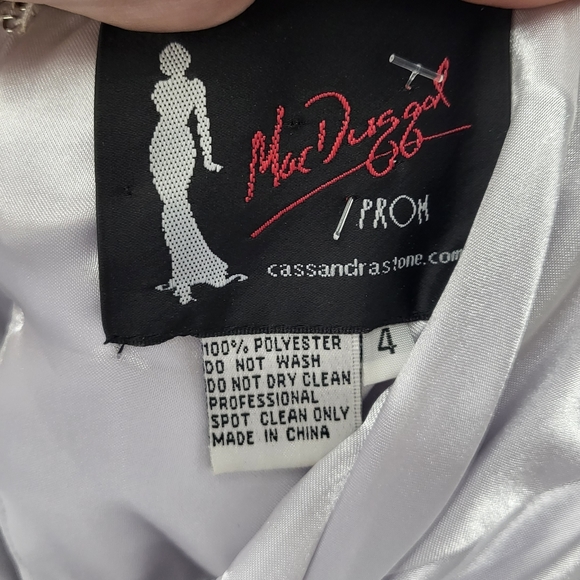 Mac Duggal
/PROM
cassandrastone.com
100% POLYESTER
DO NOT WASH
DO NOT DRY CLEAN
PROFESSIONAL
SPOT CLEAN ONLY
MADE IN CHINA
4